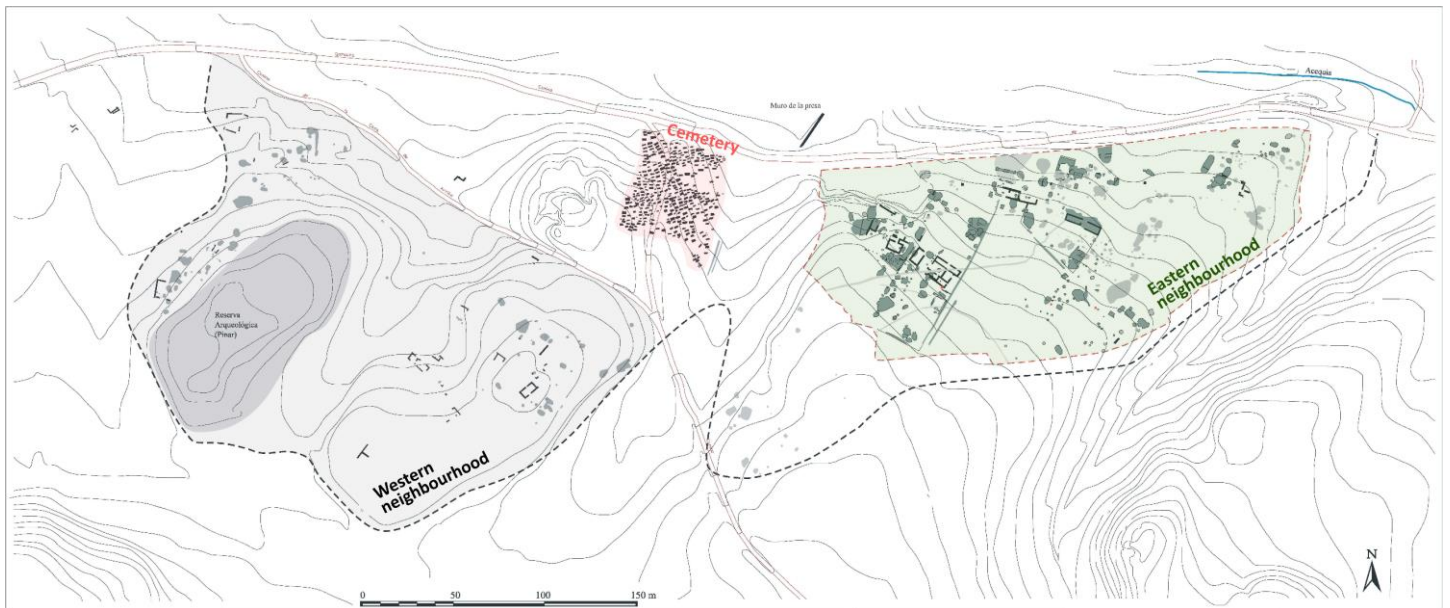 Acequia
Muro de la presa
Cemetery
Eastern
neighbourhood
Reserva
Arqueológica
(Pinar)
Western
neighbourhood
N
0 50 100 150 m